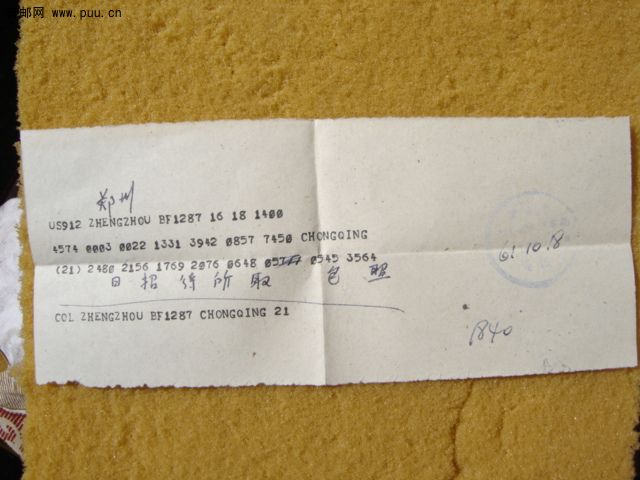 邮网 www.puu.cn
郑州
US912 ZHENGZHOU BF1287 16 18 1400
4574 0003 0022 1331 3942 0857 7450 CHONGQING
(21) 2480 2156 1769 2076 0648 0545 3564
日 招 待 所 取 包 照
COL ZHENGZHOU BF1287 CHONGQING 21
61.10.8
1840